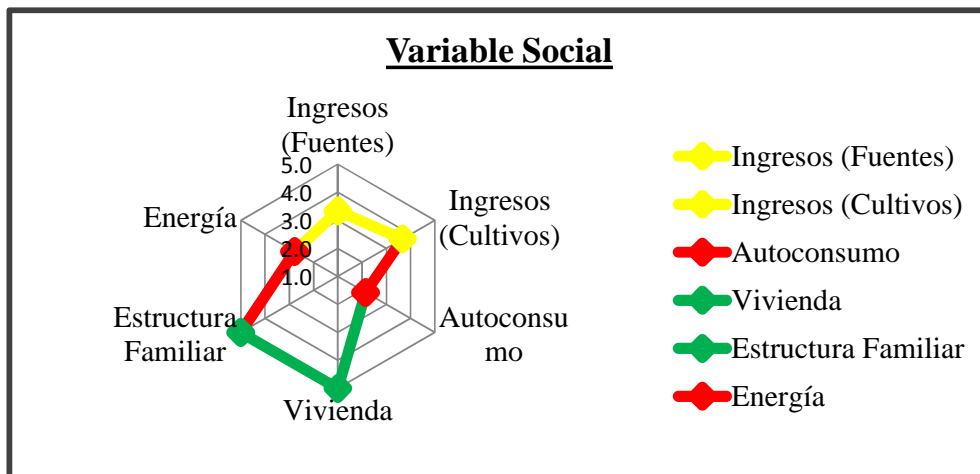 Variable Social
Ingresos
(Fuentes)
5.0
4.0
3.0
2.0
1.0
Ingresos
(Cultivos)
Autoconsu
mo
Vivienda
Estructura
Familiar
Energía
Ingresos (Fuentes)
Ingresos (Cultivos)
Autoconsumo
Vivienda
Estructura Familiar
Energía